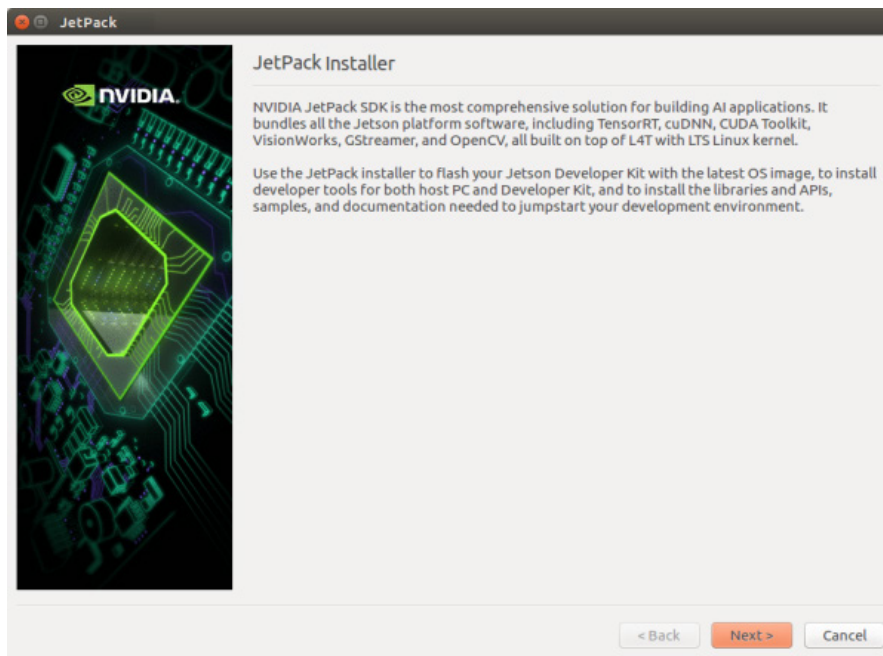 JetPack
NVIDIA.
JetPack Installer
NVIDIA JetPack SDK is the most comprehensive solution for building AI applications. It
bundles all the Jetson platform software, including TensorRT, cuDNN, CUDA Toolkit,
VisionWorks, GStreamer, and OpenCV, all built on top of L4T with LTS Linux kernel.
Use the JetPack installer to flash your Jetson Developer Kit with the latest OS image, to install
developer tools for both host PC and Developer Kit, and to install the libraries and APIs,
samples, and documentation needed to jumpstart your development environment.
< Back Next > Cancel